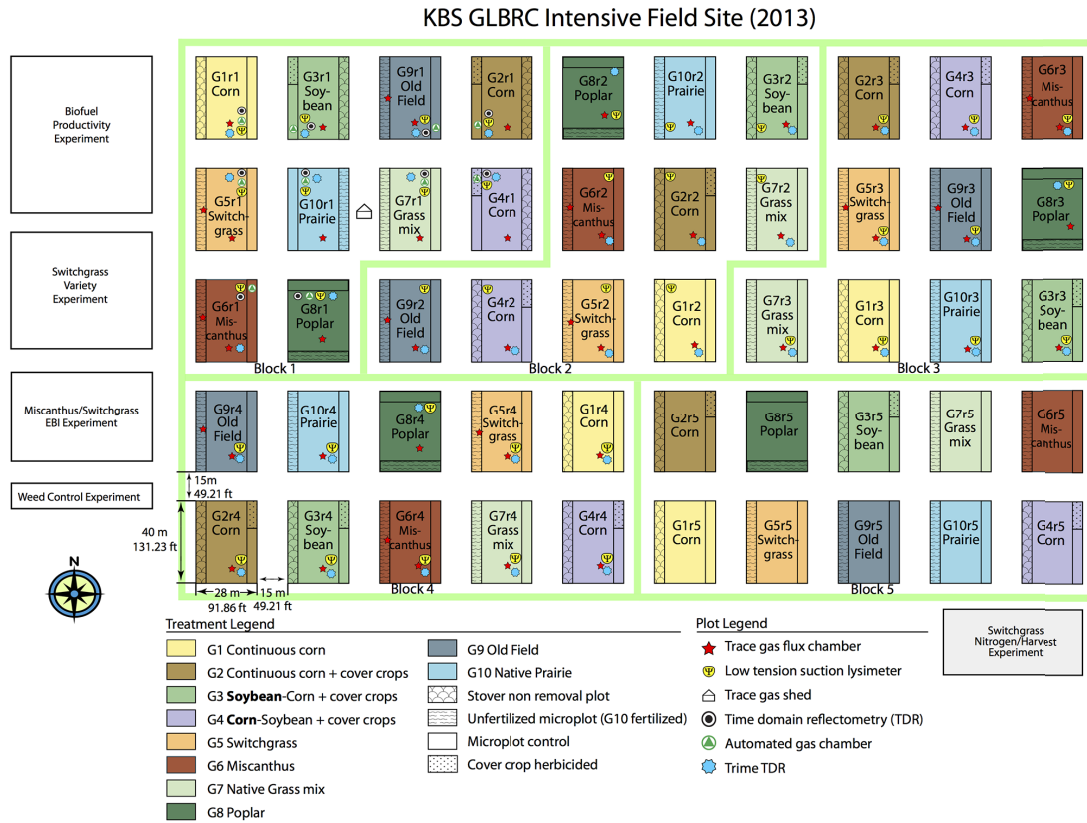 KBS GLBRC Intensive Field Site (2013)
Biofuel
Productivity
Experiment
Switchgrass
Variety
Experiment
Miscanthus/Switchgrass
EBI Experiment
Weed Control Experiment
G1r1
Corn
G3r1
Soy-
bean
G9r1
Old
Field
G2r1
Corn
G8r2
Poplar
G10r2
Prairie
G3r2
Soy-
bean
G2r3
Corn
G4r3
Corn
G6r3
Mis-
canthus
G5r1
Switch-
grass
G10r1
Prairie
G7r1
Grass
mix
G4r1
Corn
G6r2
Mis-
canthus
G2r2
Corn
G7r2
Grass
mix
G5r3
Switch-
grass
G9r3
Old
Field
G8r3
Poplar
G6r1
Mis-
canthus
G8r1
Poplar
G9r2
Old
Field
G4r2
Corn
G5r2
Switch-
grass
G1r2
Corn
G7r3
Grass
mix
G1r3
Corn
G10r3
Prairie
G3r3
Soy-
bean
Block 1
Block 2
Block 3
G9r4
Old
Field
G10r4
Prairie
G8r4
Poplar
G5r4
Switch-
grass
G1r4
Corn
G2r5
Corn
G8r5
Poplar
G3r5
Soy-
bean
G7r5
Grass
mix
G6r5
Mis-
canthus
15m
49.21 ft
G2r4
Corn
G3r4
Soy-
bean
G6r4
Mis-
canthus
G7r4
Grass
mix
G4r4
Corn
G1r5
Corn
G5r5
Switch-
grass
G9r5
Old
Field
G10r5
Prairie
G4r5
Corn
40 m
131.23 ft
N
28 m
91.86 ft
15 m
49.21 ft
Block 4
Block 5
Treatment Legend
G1 Continuous corn
G2 Continuous corn + cover crops
G3 Soybean-Corn + cover crops
G4 Corn-Soybean + cover crops
G5 Switchgrass
G6 Miscanthus
G7 Native Grass mix
G8 Poplar
G9 Old Field
G10 Native Prairie
Stover non removal plot
Unfertilized microplot (G10 fertilized)
Microplot control
Cover crop herbicided
Plot Legend
Trace gas flux chamber
Low tension suction lysimeter
Trace gas shed
Time domain reflectometry (TDR)
Automated gas chamber
Trime TDR
Switchgrass
Nitrogen/Harvest
Experiment